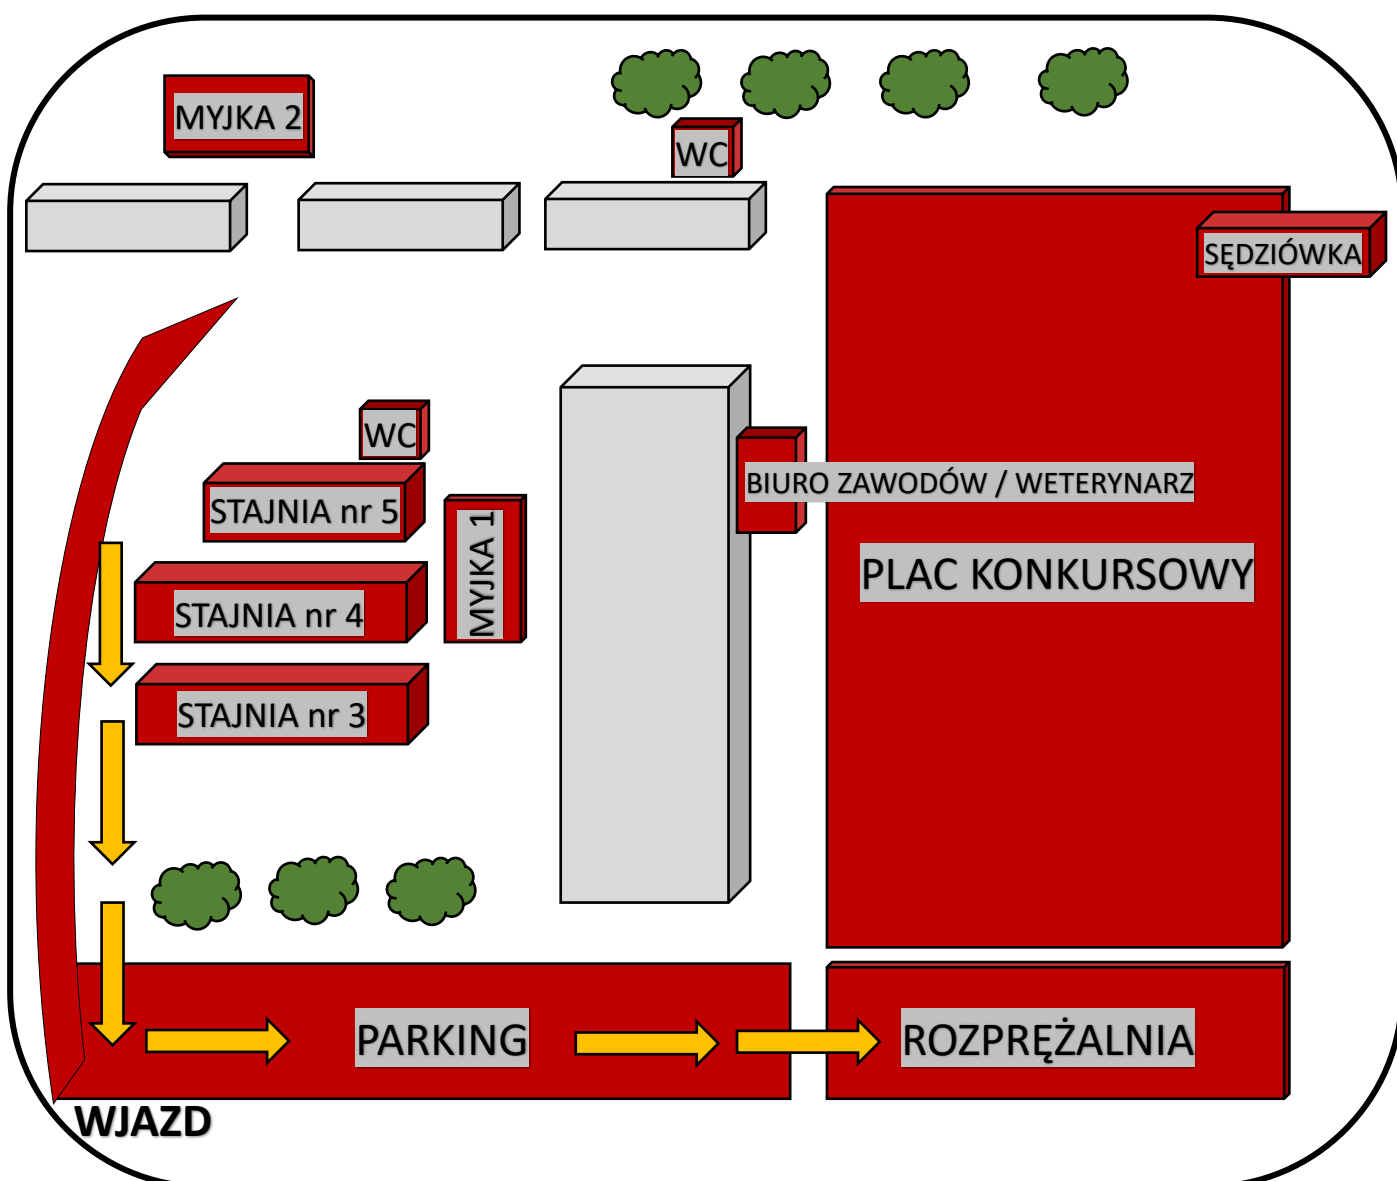 MYJKA 2
WC
SĘDZIÓWKA
WC
STAJNIA nr 5
MYJKA 1
BIURO ZAWODÓW / WETERYNARZ
PLAC KONKURSOWY
STAJNIA nr 4
STAJNIA nr 3
PARKING
ROZPRĘŻALNIA
WJAZD